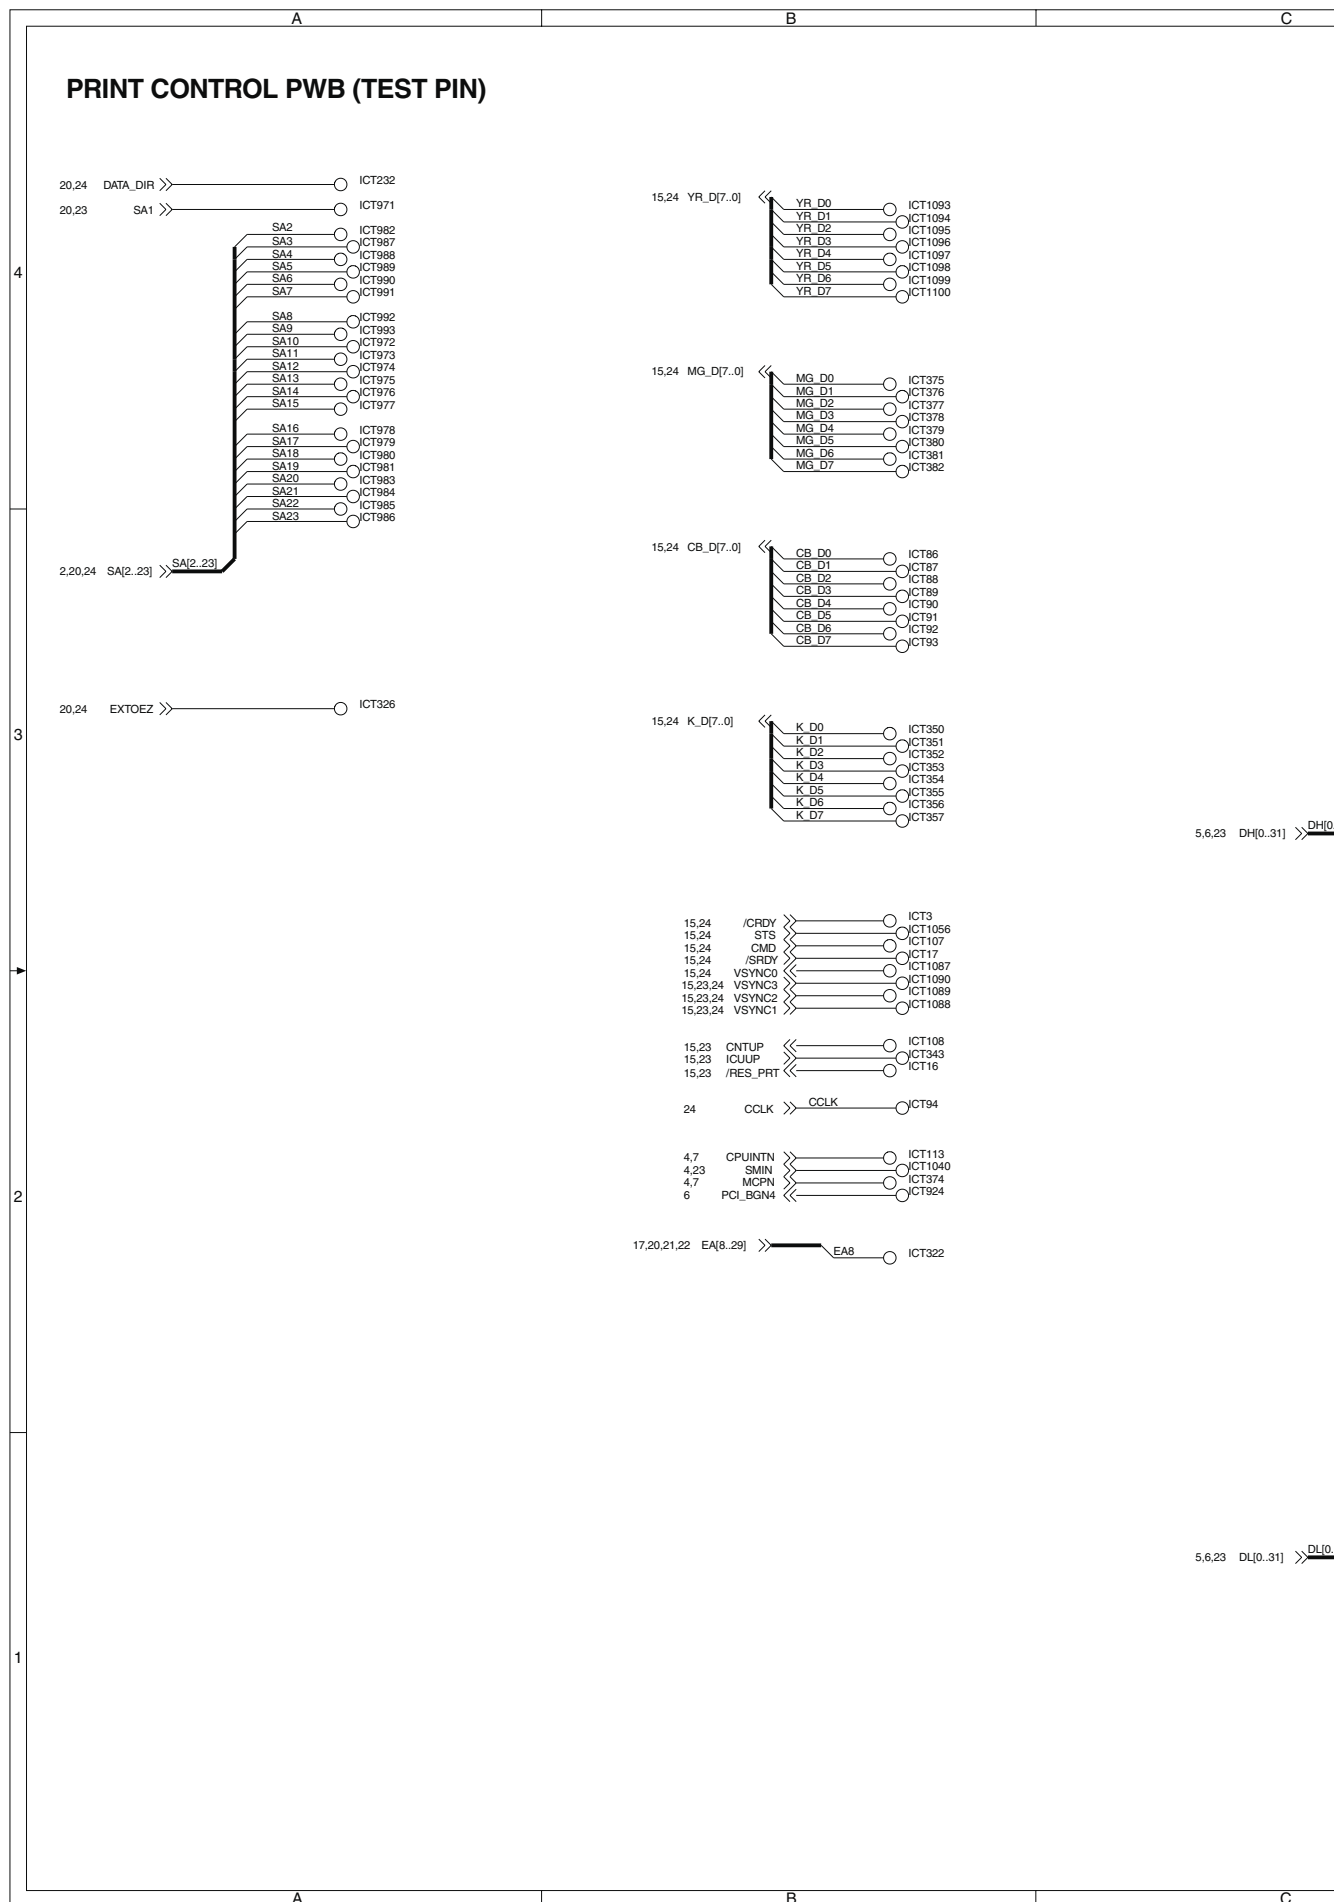 A B C
PRINT CONTROL PWB (TEST PIN)
20,24 DATA_DIR ICT232
20,23 SA1 ICT971
SA2 ICT982
SA3 ICT987
SA4 ICT988
SA5 ICT989
SA6 ICT990
SA7 ICT991
SA8 ICT992
SA9 ICT993
SA10 ICT972
SA11 ICT973
SA12 ICT974
SA13 ICT975
SA14 ICT976
SA15 ICT977
SA16 ICT978
SA17 ICT979
SA18 ICT980
SA19 ICT981
SA20 ICT983
SA21 ICT984
SA22 ICT985
SA23 ICT986
2,20,24 SA[2..23] SA[2..23]
20,24 EXTOEZ ICT326
15,24 YR_D[7..0]
YR_D0 ICT1093
YR_D1 ICT1094
YR_D2 ICT1095
YR_D3 ICT1096
YR_D4 ICT1097
YR_D5 ICT1098
YR_D6 ICT1099
YR_D7 ICT1100
15,24 MG_D[7..0]
MG_D0 ICT375
MG_D1 ICT376
MG_D2 ICT377
MG_D3 ICT378
MG_D4 ICT379
MG_D5 ICT380
MG_D6 ICT381
MG_D7 ICT382
15,24 CB_D[7..0]
CB_D0 ICT86
CB_D1 ICT87
CB_D2 ICT88
CB_D3 ICT89
CB_D4 ICT90
CB_D5 ICT91
CB_D6 ICT92
CB_D7 ICT93
15,24 K_D[7..0]
K_D0 ICT350
K_D1 ICT351
K_D2 ICT352
K_D3 ICT353
K_D4 ICT354
K_D5 ICT355
K_D6 ICT356
K_D7 ICT357
15,24 /CRDY ICT3
15,24 STS ICT1056
15,24 CMD ICT107
15,24 /SRDY ICT17
15,24 VSYNC0 ICT1087
15,23,24 VSYNC3 ICT1090
15,23,24 VSYNC2 ICT1089
15,23,24 VSYNC1 ICT1088
15,23 CNTUP ICT108
15,23 ICUUP ICT343
15,23 /RES_PRT ICT16
24 CCLK CCLK ICT94
4,7 CPUINTN ICT113
4,23 SMIN ICT1040
4,7 MCPN ICT374
6 PCI_BGN4 ICT924
17,20,21,22 EA[8..29] EA8 ICT322
5,6,23 DH[0..31] DH[0.
5,6,23 DL[0..31] DL[0.
4
3
2
1
A B C